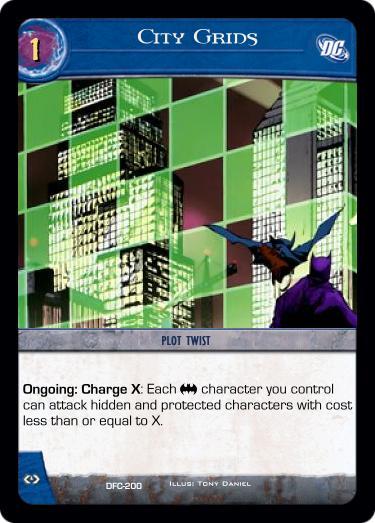 1
City Grids
DC
PLOT TWIST
Ongoing: Charge X: Each character you control
can attack hidden and protected characters with cost
less than or equal to X.
DFC-200
Illus: Tony Daniel